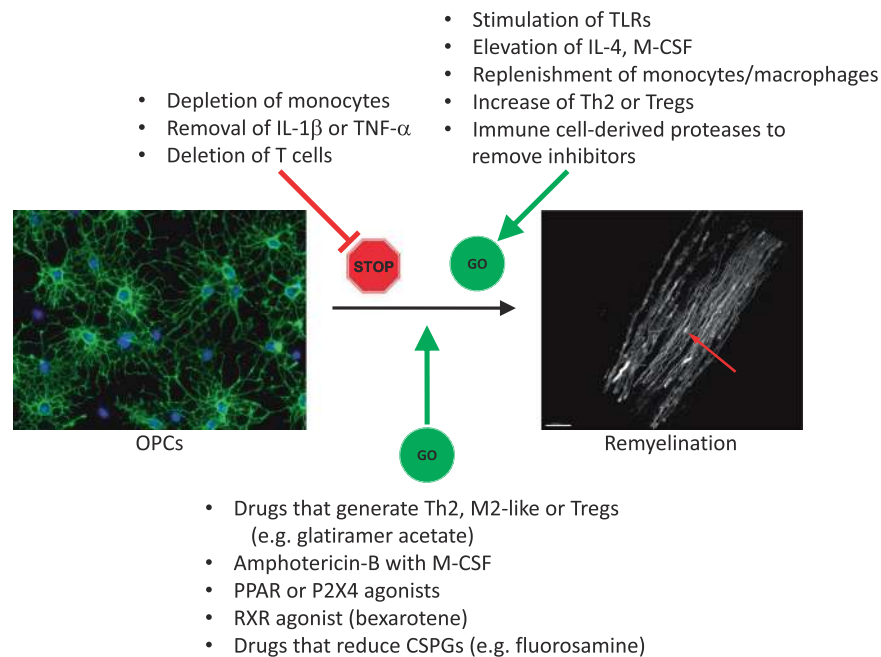 • Stimulation of TLRs
• Elevation of IL-4, M-CSF
• Replenishment of monocytes/macrophages
• Increase of Th2 or Tregs
• Immune cell-derived proteases to
remove inhibitors
• Depletion of monocytes
• Removal of IL-1β or TNF-α
• Deletion of T cells
STOP
GO
OPCs
Remyelination
GO
• Drugs that generate Th2, M2-like or Tregs
(e.g. glatiramer acetate)
• Amphotericin-B with M-CSF
• PPAR or P2X4 agonists
• RXR agonist (bexarotene)
• Drugs that reduce CSPGs (e.g. fluorosamine)